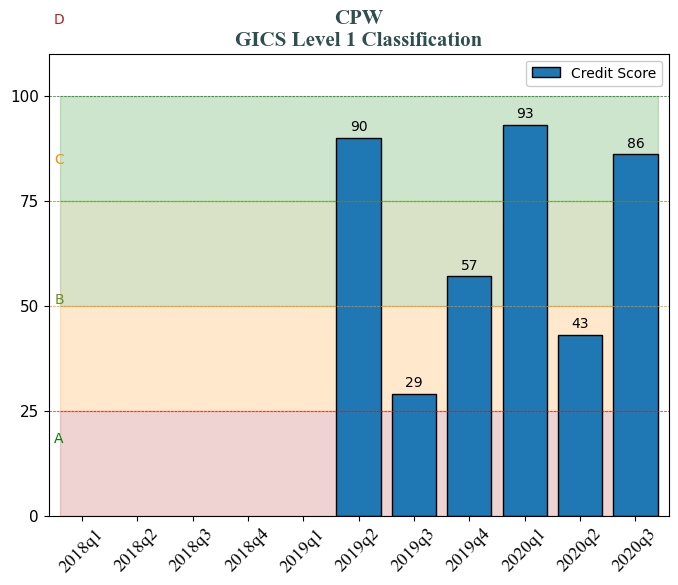 D
CPW
GICS Level 1 Classification
Credit Score
100
75
50
25
0
C
B
A
90
29
57
93
43
86
2018q1
2018q2
2018q3
2018q4
2019q1
2019q2
2019q3
2019q4
2020q1
2020q2
2020q3